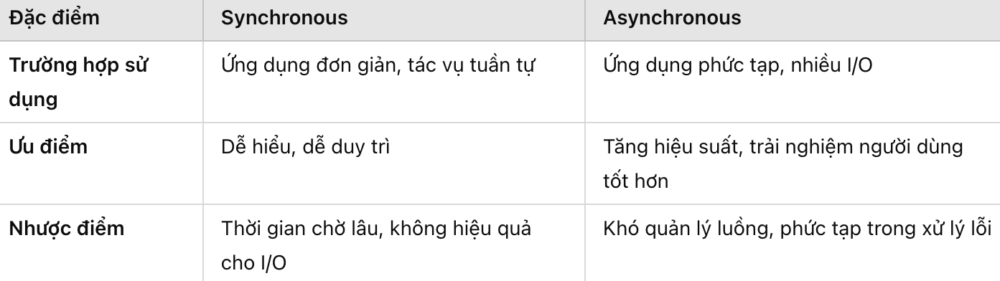 Đặc điểm
Synchronous
Asynchronous
Trường hợp sử
dụng
Ứng dụng đơn giản, tác vụ tuần tự
Ứng dụng phức tạp, nhiều I/O
Ưu điểm
Dễ hiểu, dễ duy trì
Tăng hiệu suất, trải nghiệm người dùng
tốt hơn
Nhược điểm
Thời gian chờ lâu, không hiệu quả
cho I/O
Khó quản lý luồng, phức tạp trong xử lý lỗi